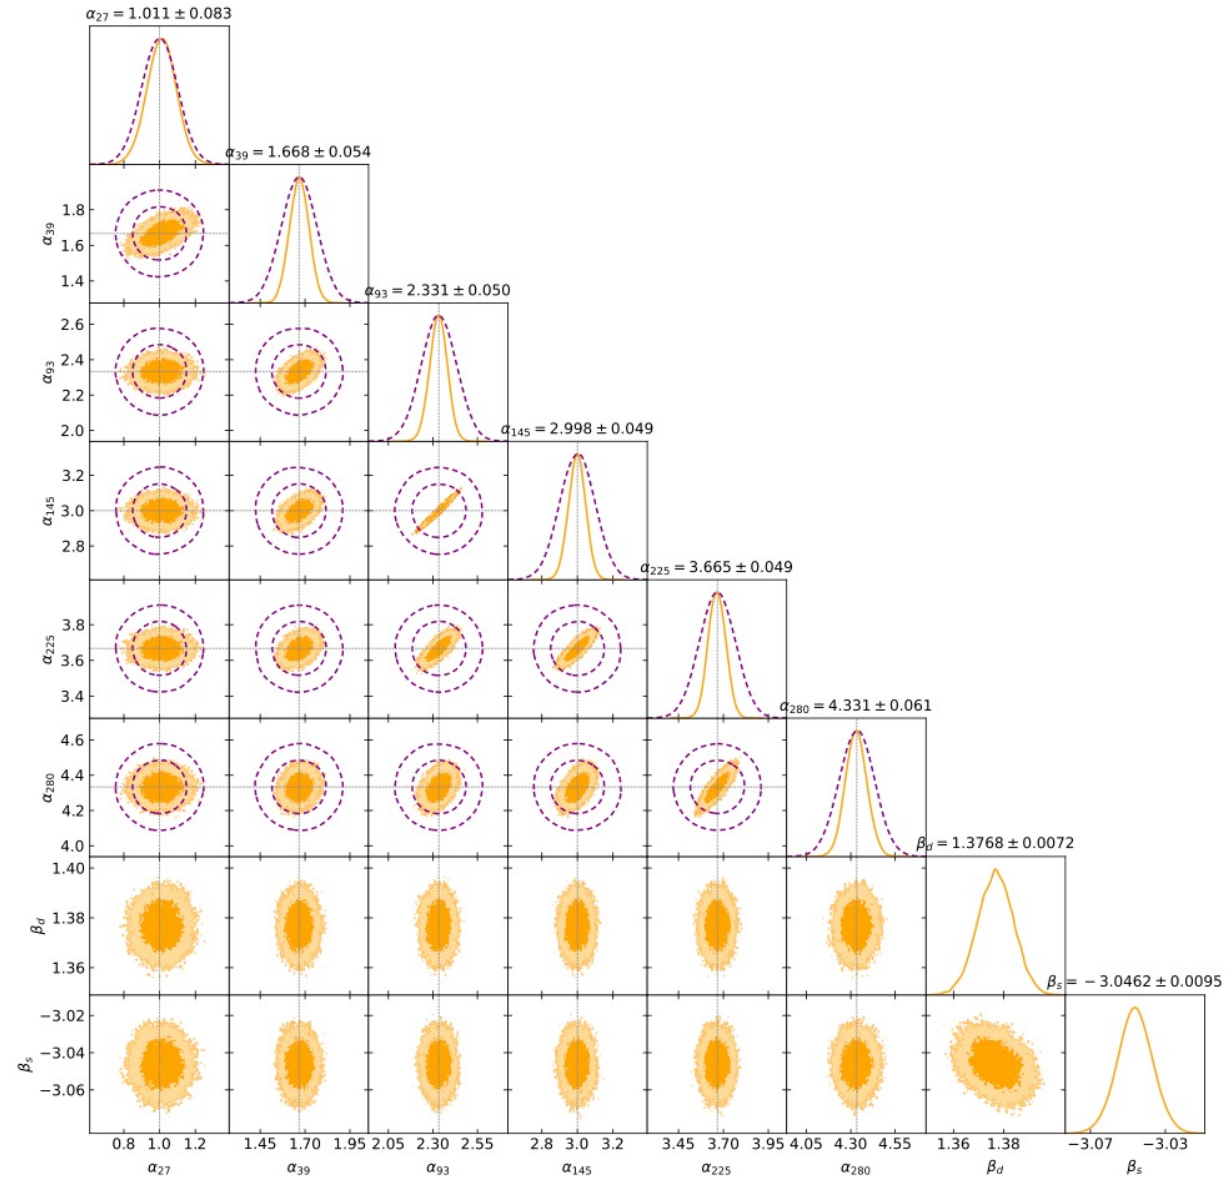 α27 = 1.011 ± 0.083
α39 = 1.668 ± 0.054
1.8
1.6
1.4
α39
α93 = 2.331 ± 0.050
2.6
2.4
2.2
2.0
α93
α145 = 2.998 ± 0.049
3.2
3.0
2.8
α145
α225 = 3.665 ± 0.049
3.8
3.6
3.4
α225
α280 = 4.331 ± 0.061
4.6
4.4
4.2
4.0
α280
βd = 1.3768 ± 0.0072
1.40
1.38
1.36
βd
βs = −3.0462 ± 0.0095
−3.02
−3.04
−3.06
βs
0.8 1.0 1.2 1.45 1.70 1.95 2.05 2.30 2.55 2.8 3.0 3.2 3.45 3.70 3.95 4.05 4.30 4.55 1.36 1.38 −3.07 −3.03
α27 α39 α93 α145 α225 α280 βd βs